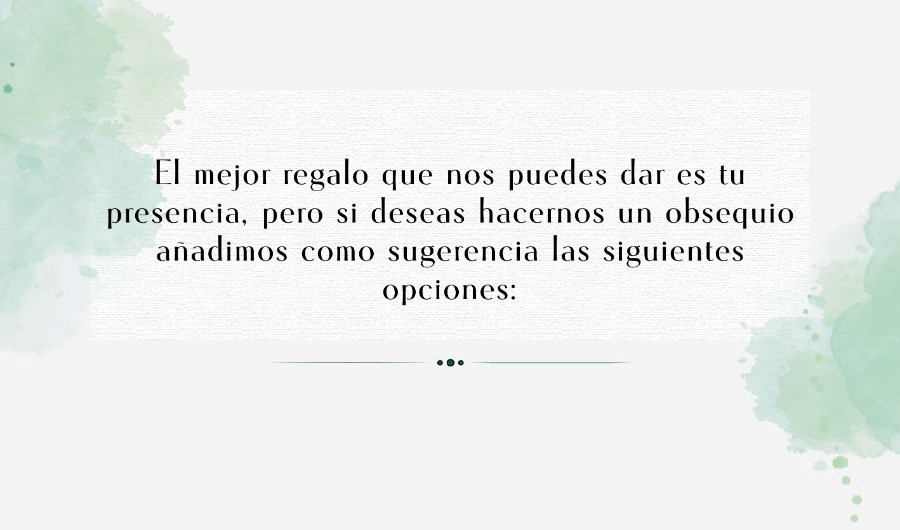 El mejor regalo que nos puedes dar es tu
presencia, pero si deseas hacernos un obsequio
añadimos como sugerencia las siguientes
opciones: